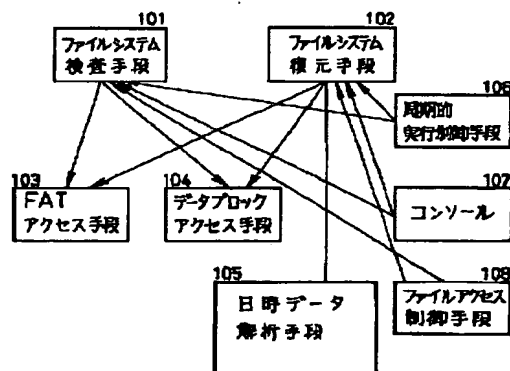 101
ファイルシステム
検査手段
102
ファイルシステム
復元手段
106
周期的
実行制御手段
103
FAT
アクセス手段
104
データブロック
アクセス手段
107
コンソール
105
日時データ
解析手段
108
ファイルアクセス
制御手段